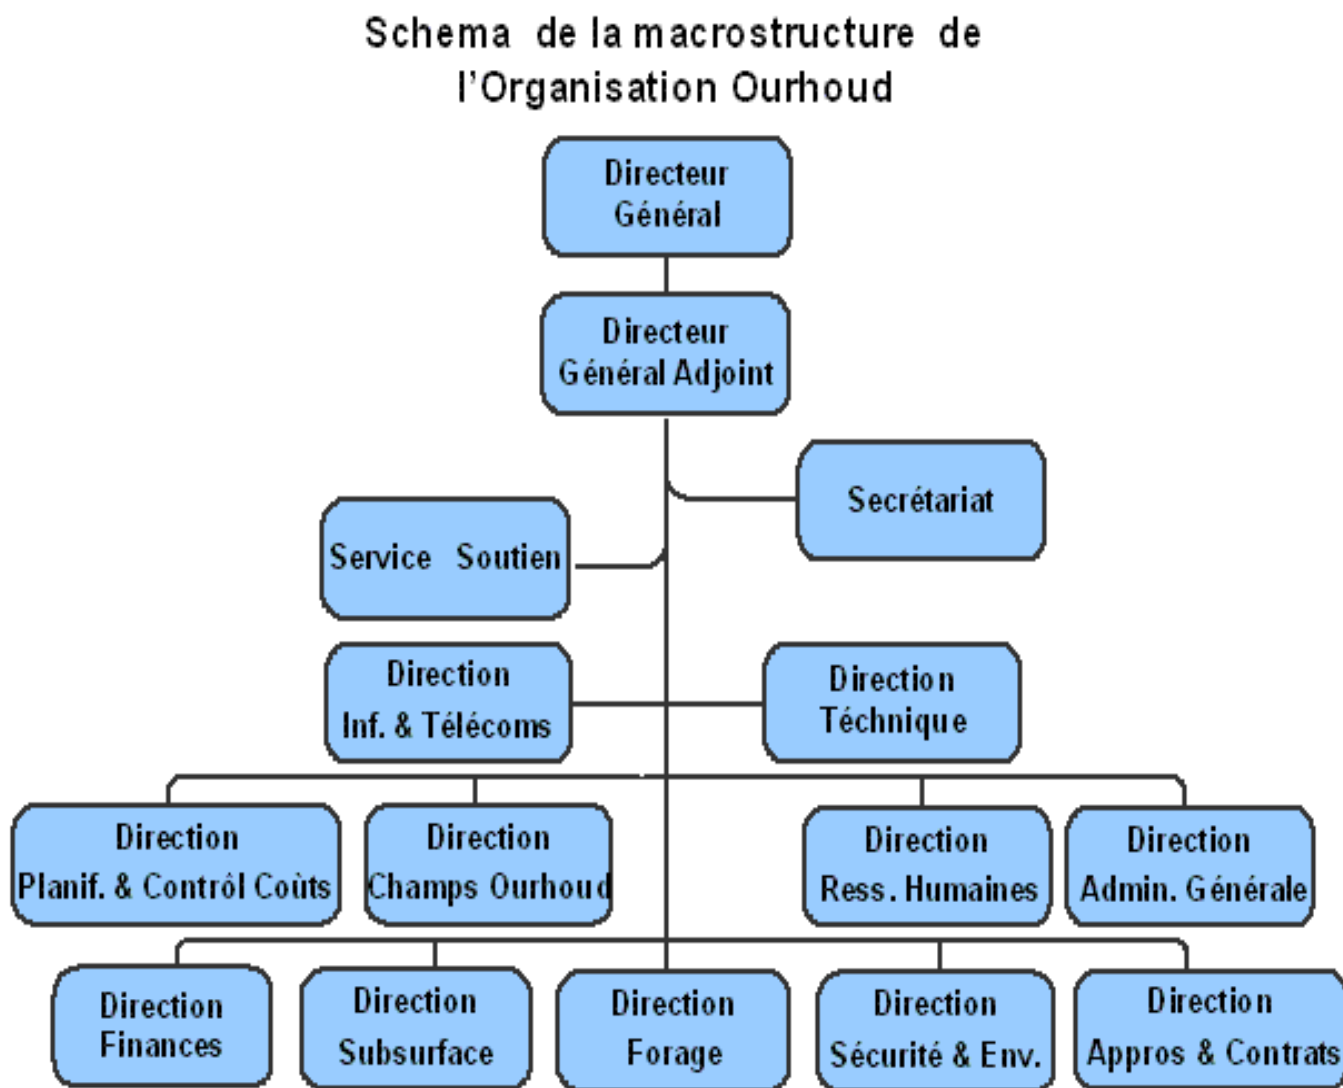 Schema de la macrostructure de
l'Organisation Ourhoud
Directeur
Général
Directeur
Général Adjoint
Secrétariat
Service Soutien
Direction
Inf. & Télécoms
Direction
Téchnique
Direction
Planif. & Contrôl Coùts
Direction
Champs Ourhoud
Direction
Ress. Humaines
Direction
Admin. Générale
Direction
Finances
Direction
Subsurface
Direction
Forage
Direction
Sécurité & Env.
Direction
Appros & Contrats